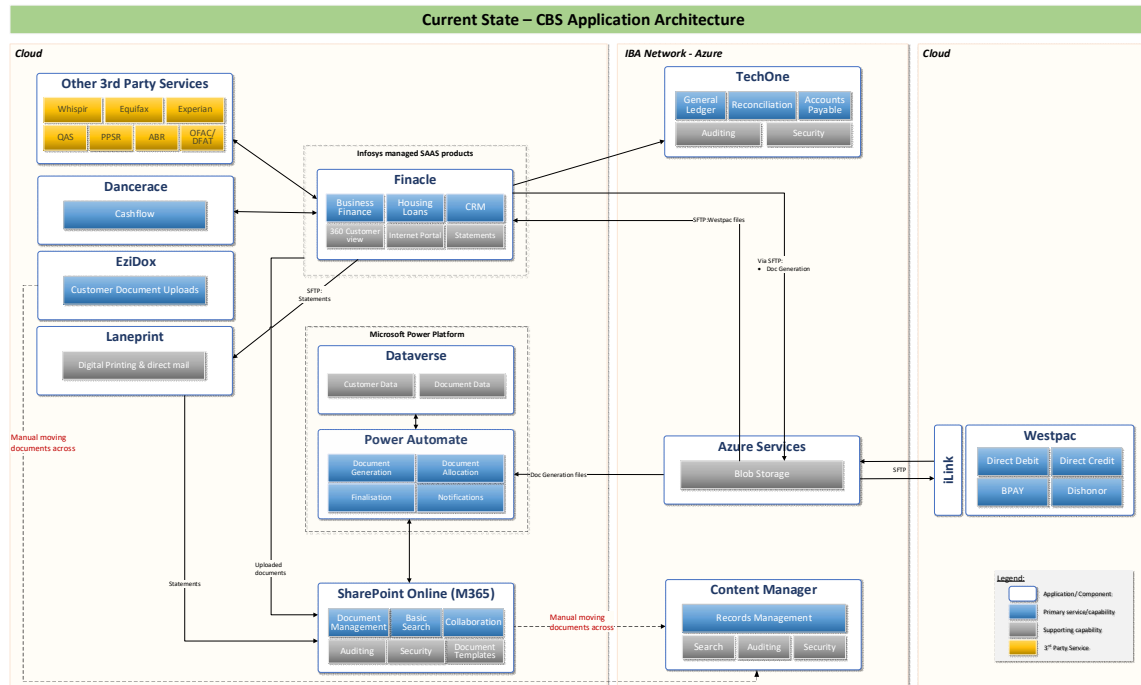 Current State – CBS Application Architecture
Cloud
IBA Network - Azure
Cloud
Other 3rd Party Services
Whispir
Equifax
Experian
QAS
PPSR
ABR
OFAC/
DFAT
Dancerace
Cashflow
EziDox
Customer Document Uploads
Laneprint
Digital Printing & direct mail
Infosys managed SAAS products
Finacle
Business
Finance
Housing
Loans
CRM
360 Customer
view
Internet Portal
Statements
SFTP:
Statements
Microsoft Power Platform
Dataverse
Customer Data
Document Data
Power Automate
Document
Generation
Document
Allocation
Finalisation
Notifications
Manual moving
documents across
Statements
Uploaded
documents
SharePoint Online (M365)
Document
Management
Basic
Search
Collaboration
Auditing
Security
Document
Templates
TechOne
General
Ledger
Reconciliation
Accounts
Payable
Auditing
Security
SFTP:Westpac files
Via SFTP:
• Doc Generation
Azure Services
Blob Storage
Doc Generation files
SFTP
iLink
Westpac
Direct Debit
Direct Credit
BPAY
Dishonor
Manual moving
documents across
Content Manager
Records Management
Search
Auditing
Security
Legend:
Application/Component
Primary service/capability
Supporting capability
3rd Party Service